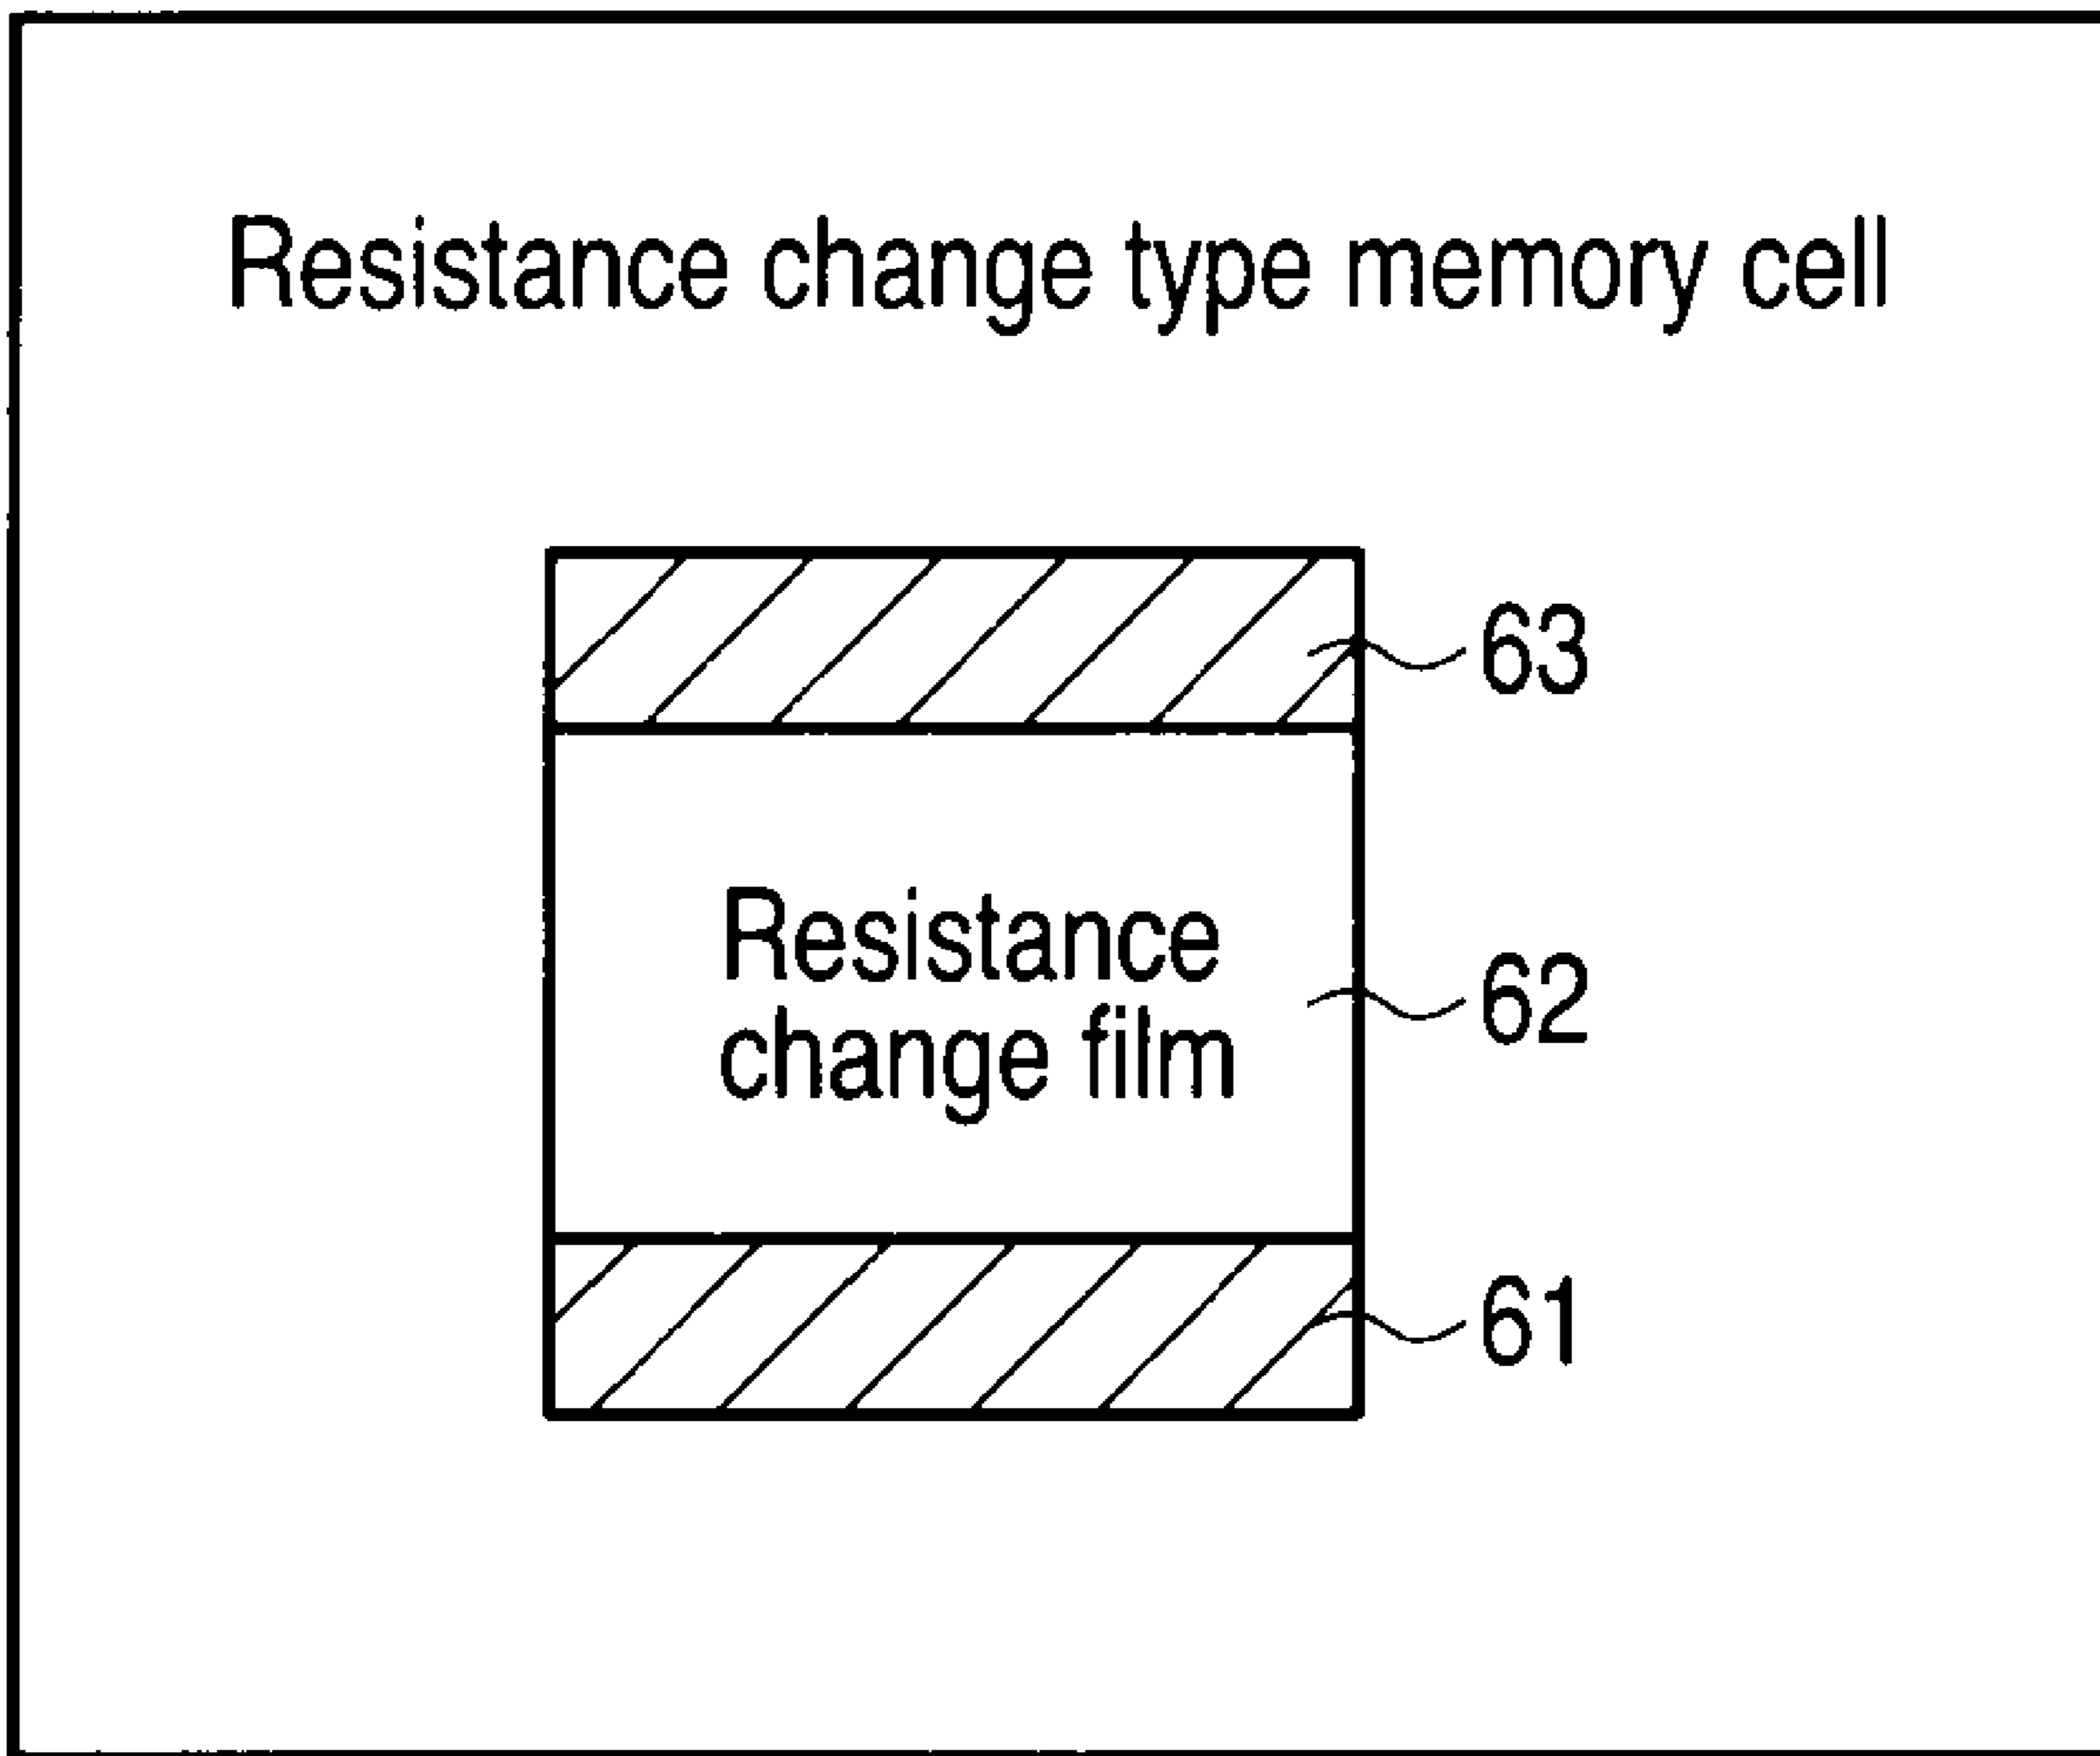 Resistance change type memory cell
63
Resistance
change film
62
61